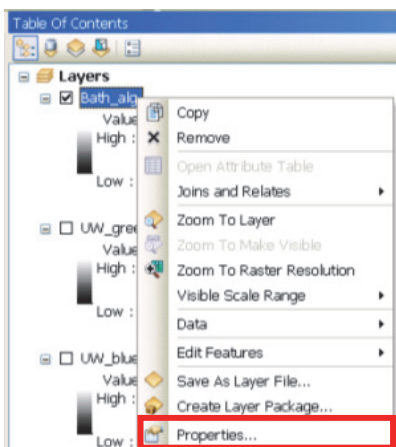 Table Of Contents
Layers
Bath_alg
Value
High :
Low :
UW_gree
Value
High :
Low :
UW_blue
Value
High :
Low :
Copy
Remove
Open Attribute Table
Joins and Relates
Zoom To Layer
Zoom To Make Visible
Zoom To Raster Resolution
Visible Scale Range
Data
Edit Features
Save As Layer File...
Create Layer Package...
Properties...